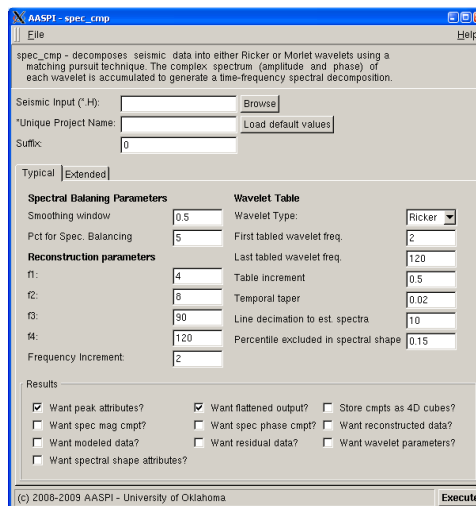 AASPI - spec_cmp
File Help
spec_cmp - decomposes seismic data into either Ricker or Morlet wavelets using a
matching pursuit technique. The complex spectrum (amplitude and phase) of
each wavelet is accumulated to generate a time-frequency spectral decomposition.
Seismic Input (*.H): Browse
*Unique Project Name: Load default values
Suffix: 0
Typical Extended
Spectral Balaning Parameters Wavelet Table
Smoothing window 0.5 Wavelet Type: Ricker
Pct for Spec. Balancing 5 First tabled wavelet freq. 2
Reconstruction parameters Last tabled wavelet freq. 120
f1: 4 Table increment 0.5
f2: 8 Temporal taper 0.02
f3: 90 Line decimation to est. spectra 10
f4: 120 Percentile excluded in spectral shape 0.15
Frequency Increment: 2
Results
Want peak attributes? Want flattened output? Store cmpts as 4D cubes?
Want spec mag cmpt? Want spec phase cmpt? Want reconstructed data?
Want modeled data? Want residual data? Want wavelet parameters?
Want spectral shape attributes?
(c) 2008-2009 AASPI - University of Oklahoma Execute